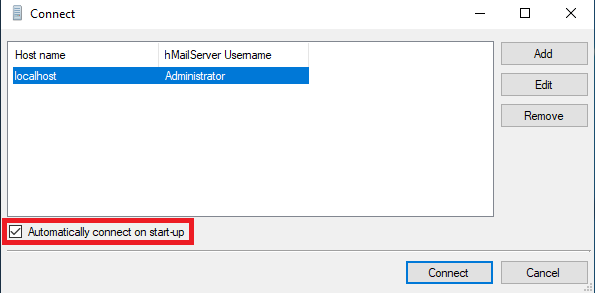 Connect
Host name hMailServer Username
localhost Administrator
Add
Edit
Remove
Automatically connect on start-up
Connect Cancel